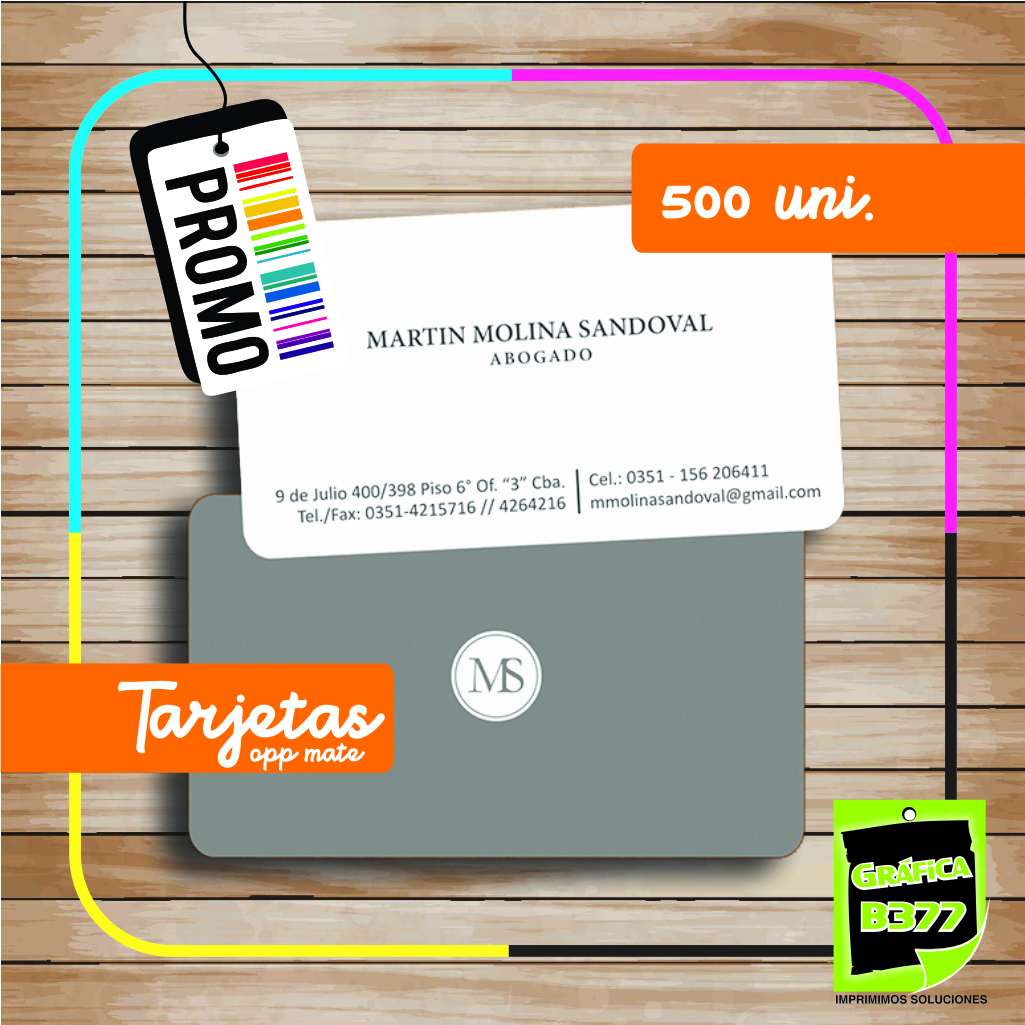 PROMO
500 uni.
MARTIN MOLINA SANDOVAL
ABOGADO
9 de Julio 400/398 Piso 6° Of. “3” Cba.
Tel./Fax: 0351-4215716 // 4264216
Cel.: 0351 - 156 206411
mmolinasandoval@gmail.com
MS
Tarjetas
opp mate
GRÁFiCA
B377
IMPRIMIMOS SOLUCIONES